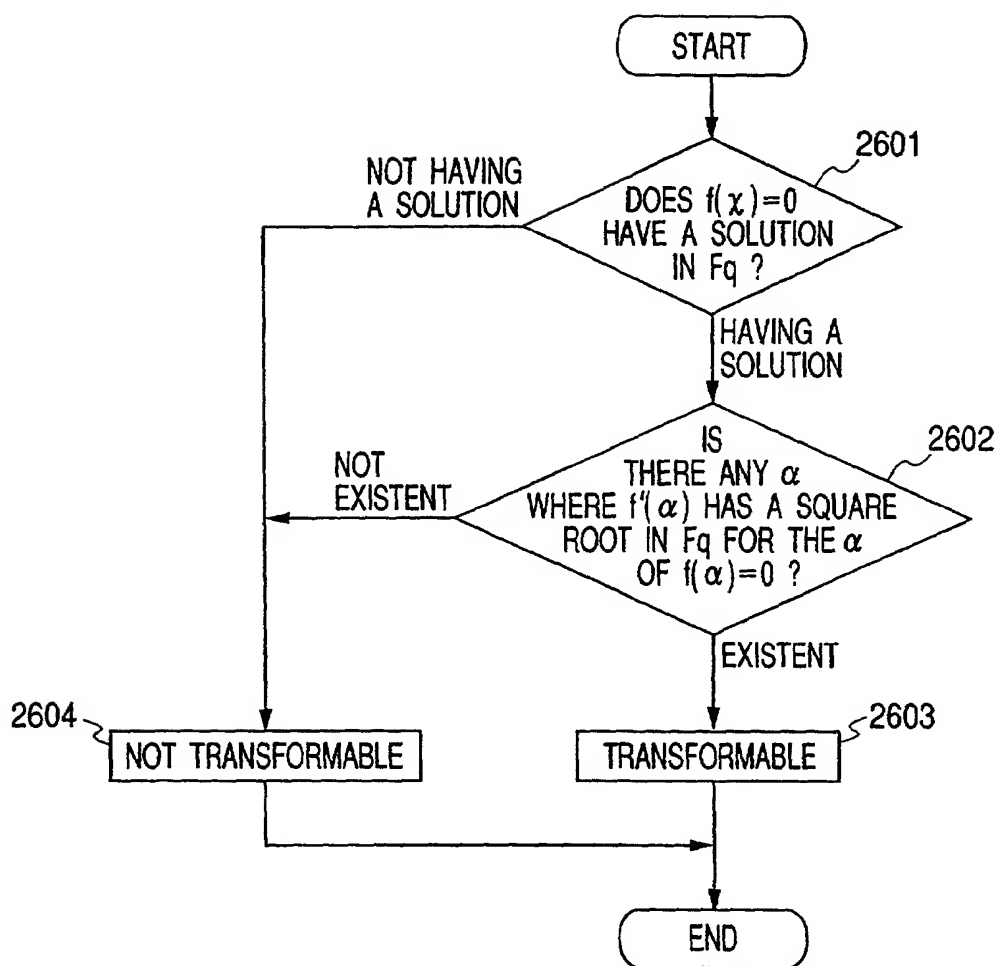 START
2601
DOES f(χ)=0
HAVE A SOLUTION
IN Fq ?
NOT HAVING
A SOLUTION
HAVING A
SOLUTION
2602
IS
THERE ANY α
WHERE f'(α) HAS A SQUARE
ROOT IN Fq FOR THE α
OF f(α)=0 ?
NOT
EXISTENT
EXISTENT
2604
NOT TRANSFORMABLE
2603
TRANSFORMABLE
END